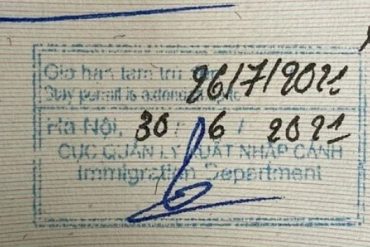 Gia hạn tạm trú đến 26/7/2021
Stay permit is extended
Hà Nội, 30 / 6 / 2021
CỤC QUẢN LÝ XUẤT NHẬP CẢNH
Immigration Department